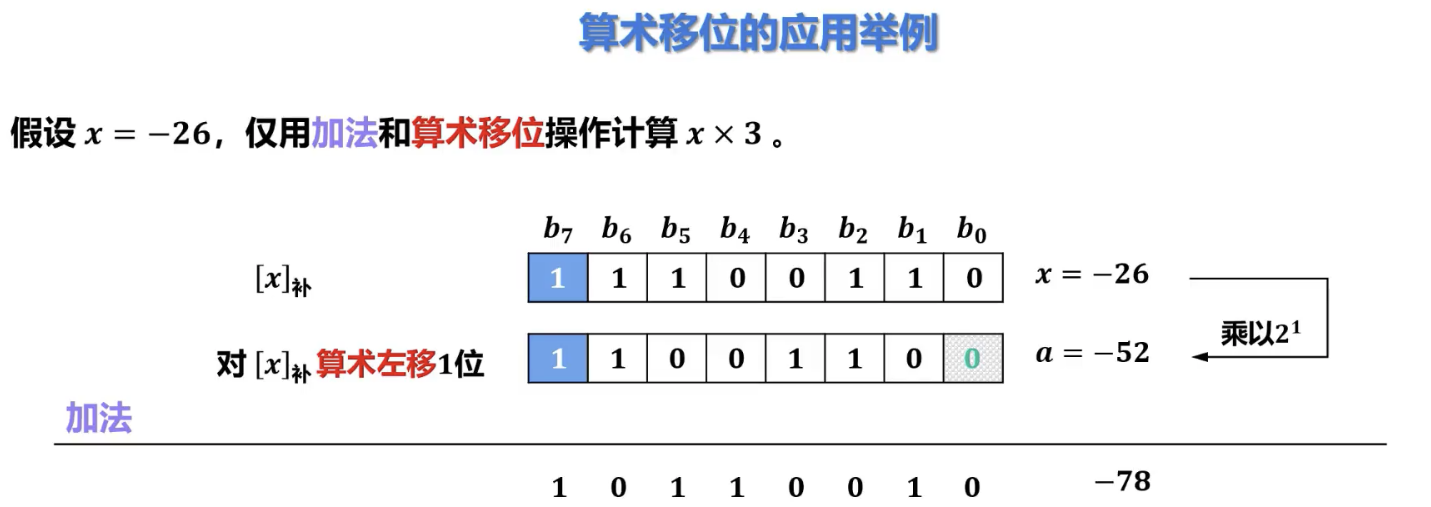 算术移位的应用举例
假设 x = −26，仅用加法和算术移位操作计算 x × 3 。
b₇ b₆ b₅ b₄ b₃ b₂ b₁ b₀
[x]补 1 1 1 0 0 1 1 0 x = −26
乘以2¹
对 [x]补 算术左移1位 1 1 0 0 1 1 0 0 a = −52
加法
1 0 1 1 0 0 1 0 −78